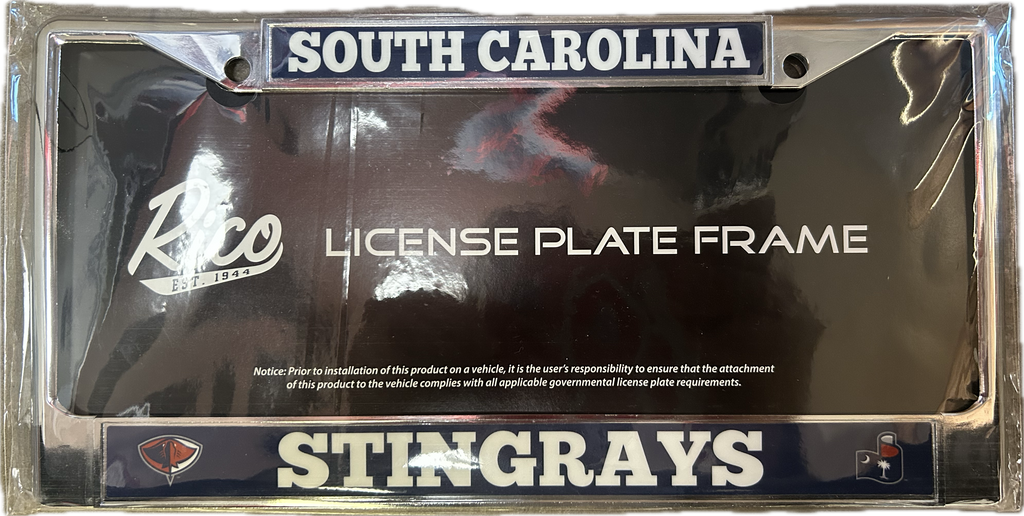 SOUTH CAROLINA
Rico
EST. 1944
LICENSE PLATE FRAME
Notice: Prior to installation of this product on a vehicle, it is the user's responsibility to ensure that the attachment
of this product to the vehicle complies with all applicable governmental license plate requirements.
STINGRAYS